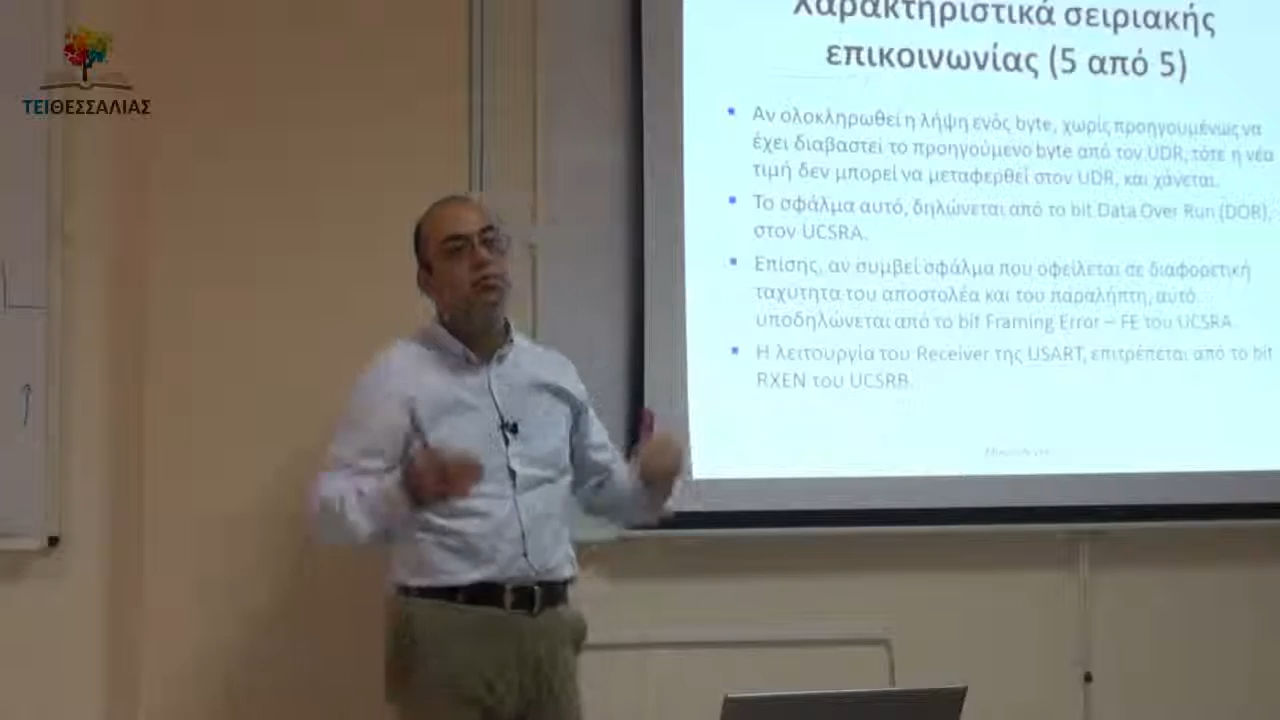 ΤΕΙΘΕΣΣΑΛΙΑΣ
Χαρακτηριστικά σειριακής
επικοινωνίας (5 από 5)
Αν ολοκληρωθεί η λήψη ενός byte, χωρίς προηγουμένως να
έχει διαβαστεί το προηγούμενο byte από τον UDR, τότε η νέα
τιμή δεν μπορεί να μεταφερθεί στον UDR, και χάνεται.
Το σφάλμα αυτό, δηλώνεται από το bit Data Over Run (DOR),
στον UCSRA.
Επίσης, αν συμβεί σφάλμα που οφείλεται σε διαφορετική
ταχυτητα του αποστολέα και του παραλήπτη, αυτό
υποδηλώνεται από το bit Framing Error – FE του UCSRA.
Η λειτουργία του Receiver της USART, επιτρέπεται από το bit
RXEN του UCSRB.